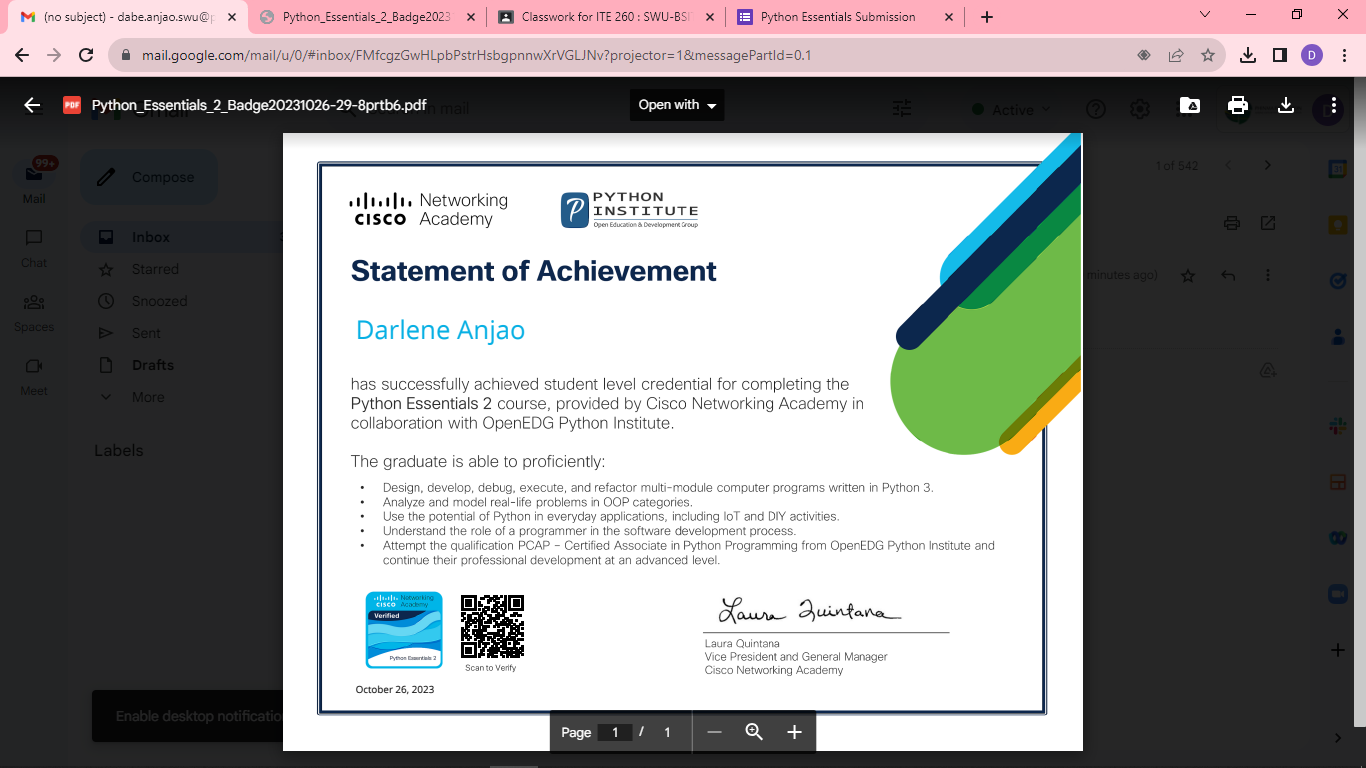 (no subject) - dabe.anjao.swu@p
Python_Essentials_2_Badge2023
Classwork for ITE 260 : SWU-BSI
Python Essentials Submission
mail.google.com/mail/u/0/#inbox/FMfcgzGwHLpbPstrHsbgpnnwXrVGLJNv?projector=1&messagePartId=0.1
D
PDF
Python_Essentials_2_Badge20231026-29-8prtb6.pdf
Open with
mail
Active
99+
Mail
Compose
1 of 542
Inbox
Chat
Starred
minutes ago)
Snoozed
Spaces
Sent
Drafts
Meet
More
Labels
Networking
CISCO Academy
PYTHON
INSTITUTE
Open Education & Development Group
Statement of Achievement
Darlene Anjao
has successfully achieved student level credential for completing the
Python Essentials 2 course, provided by Cisco Networking Academy in
collaboration with OpenEDG Python Institute.
The graduate is able to proficiently:
• Design, develop, debug, execute, and refactor multi-module computer programs written in Python 3.
• Analyze and model real-life problems in OOP categories.
• Use the potential of Python in everyday applications, including IoT and DIY activities.
• Understand the role of a programmer in the software development process.
• Attempt the qualification PCAP – Certified Associate in Python Programming from OpenEDG Python Institute and
continue their professional development at an advanced level.
Networking
CISCO Academy
Verified
Python Essentials 2
Scan to Verify
October 26, 2023
Laura Quintana
Laura Quintana
Vice President and General Manager
Cisco Networking Academy
Enable desktop notificatio
Page 1 / 1